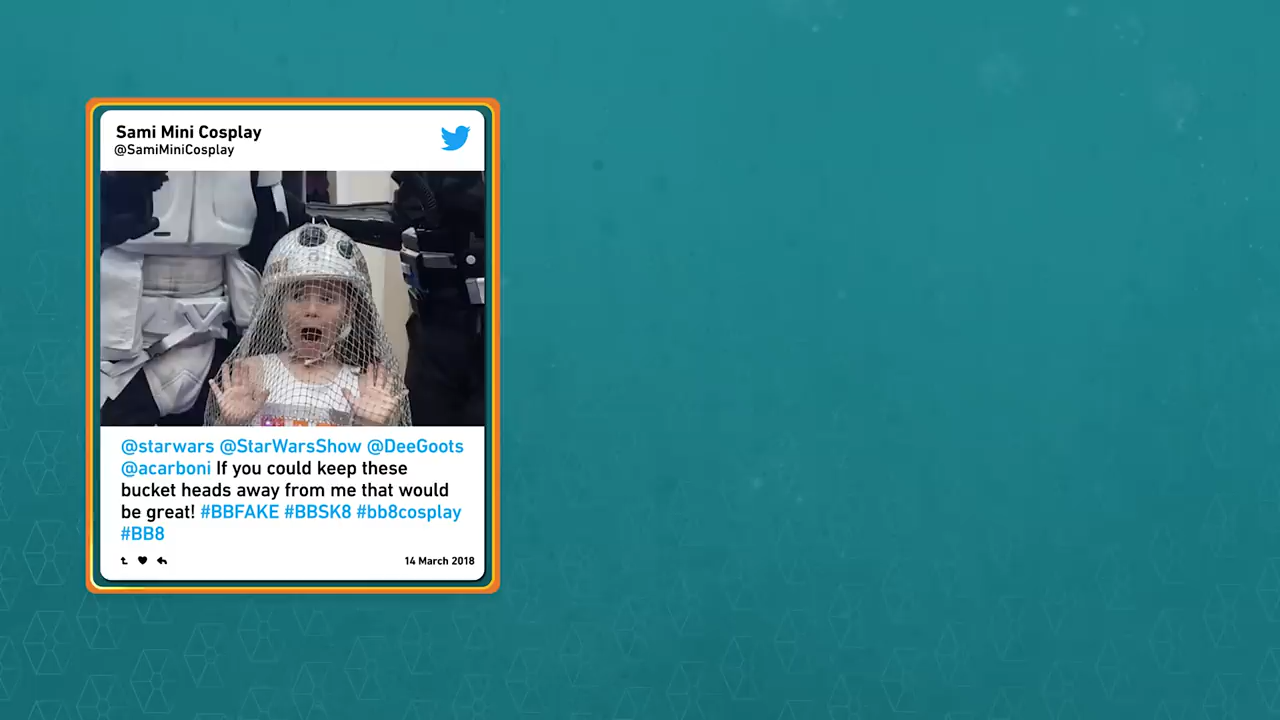 Sami Mini Cosplay
@SamiMiniCosplay
@starwars @StarWarsShow @DeeGoots
@acarboni If you could keep these
bucket heads away from me that would
be great! #BBFAKE #BBSK8 #bb8cosplay
#BB8
14 March 2018